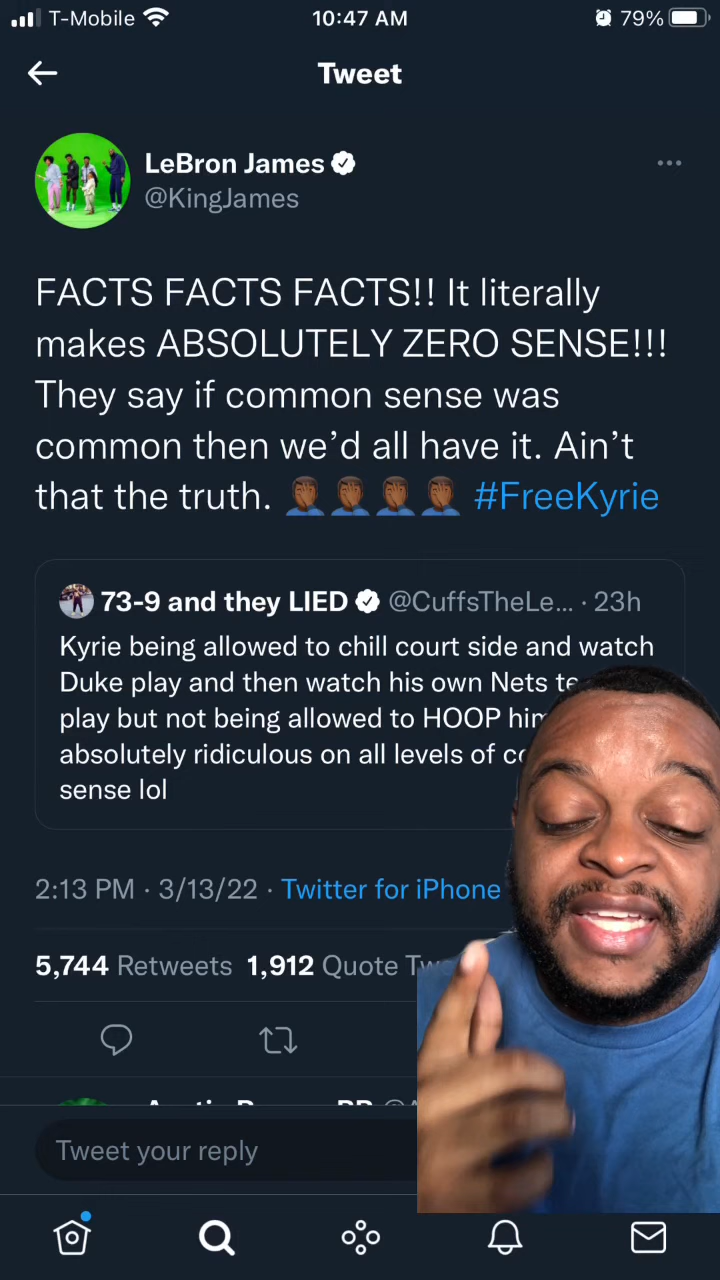 T-Mobile
10:47 AM
79%
Tweet
LeBron James
@KingJames
FACTS FACTS FACTS!! It literally
makes ABSOLUTELY ZERO SENSE!!!
They say if common sense was
common then we’d all have it. Ain’t
that the truth. 🤦🏾‍♂️🤦🏾‍♂️🤦🏾‍♂️🤦🏾‍♂️ #FreeKyrie
73-9 and they LIED @CuffsTheLe... · 23h
Kyrie being allowed to chill court side and watch
Duke play and then watch his own Nets
play but not being allowed to HOOP
absolutely ridiculous on all levels of
sense lol
2:13 PM · 3/13/22 · Twitter for iPhone
5,744 Retweets 1,912 Quote
Tweet your reply